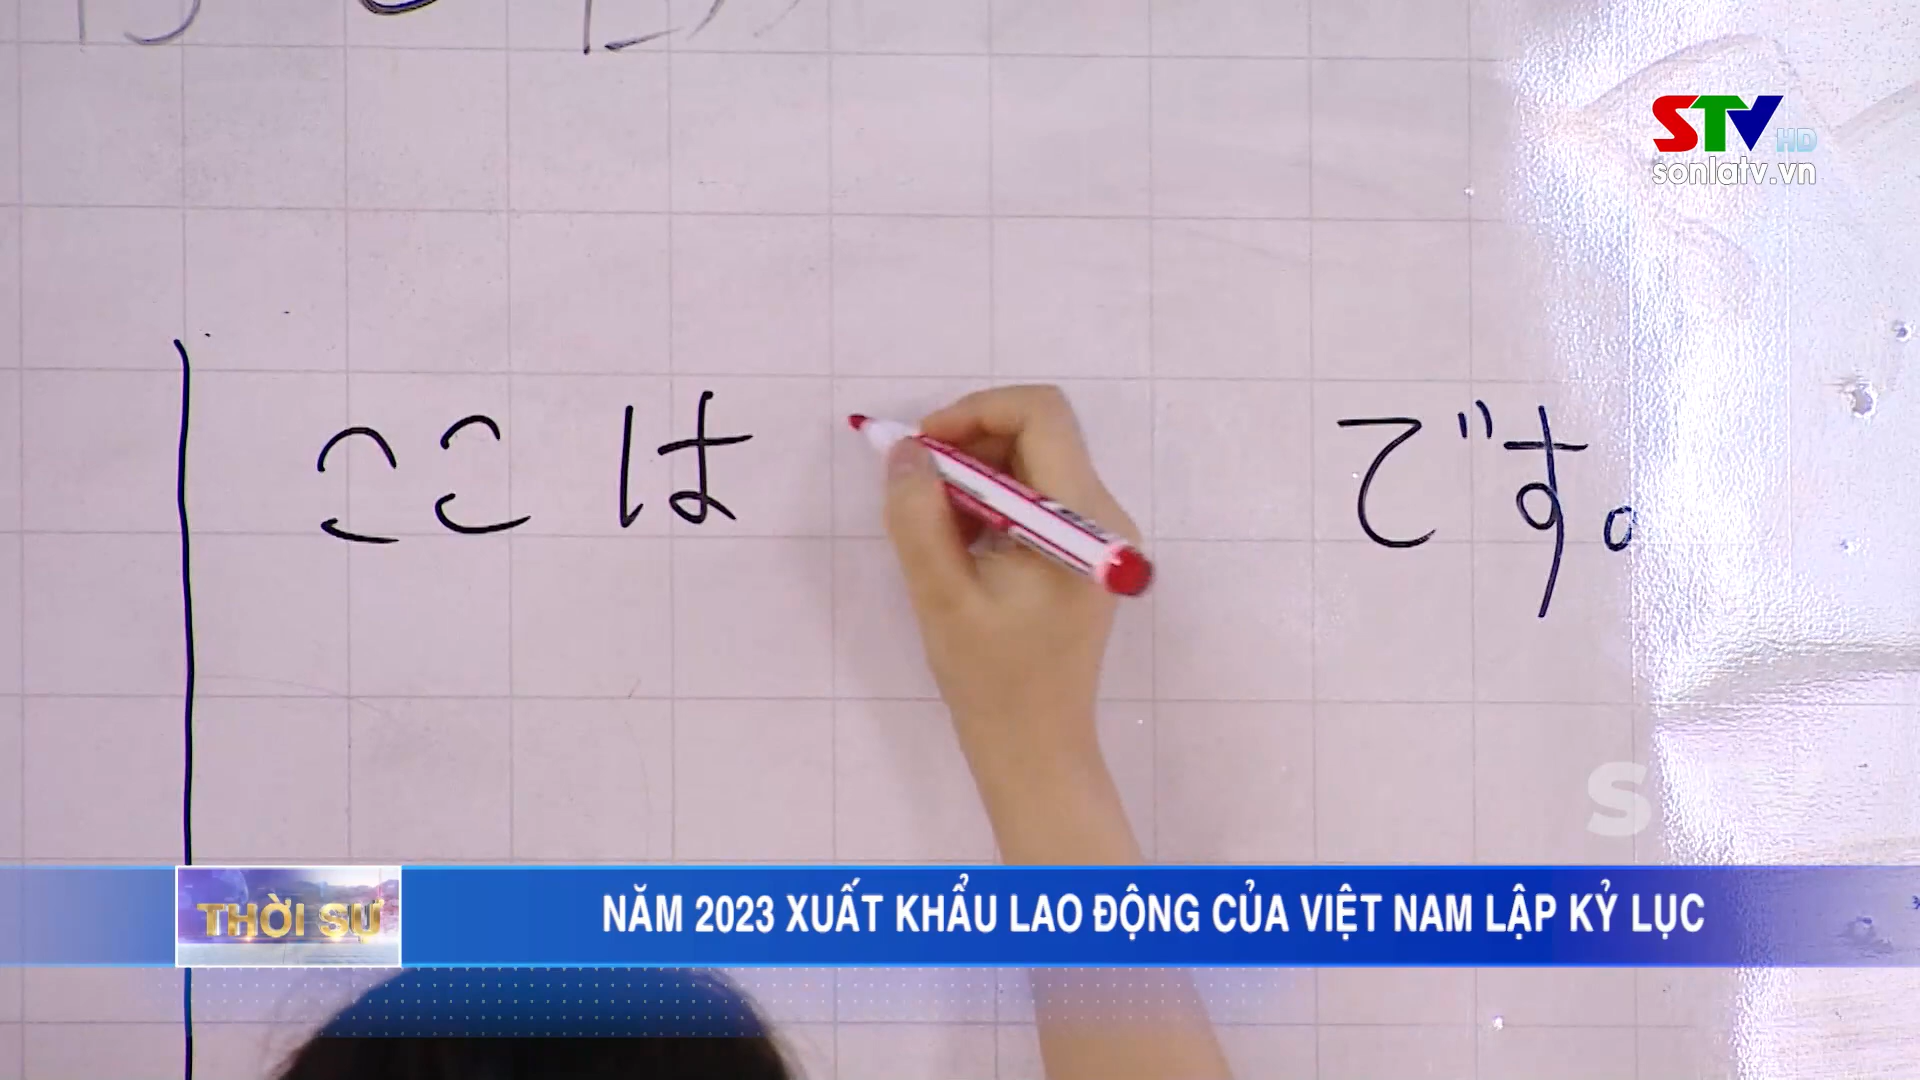 STV HD
sonlatv.vn
ここは です。
S
THỜI SỰ
NĂM 2023 XUẤT KHẨU LAO ĐỘNG CỦA VIỆT NAM LẬP KỶ LỤC